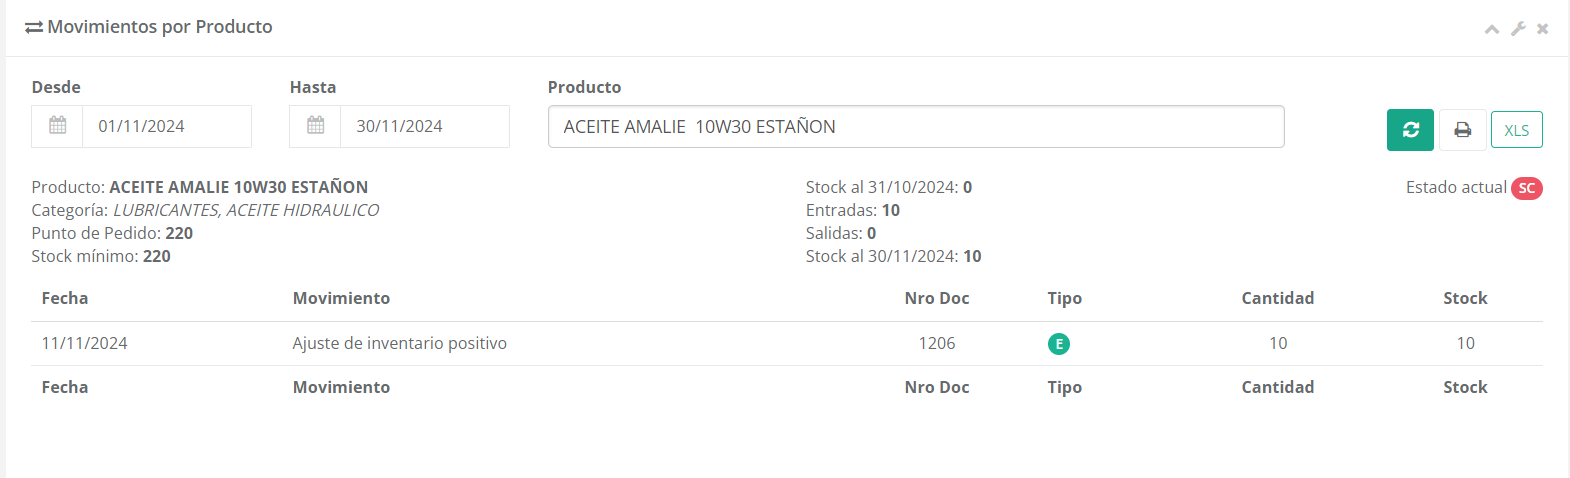 Movimientos por Producto
Desde Hasta Producto
01/11/2024 30/11/2024 ACEITE AMALIE  10W30 ESTAÑON XLS
Producto: ACEITE AMALIE 10W30 ESTAÑON Stock al 31/10/2024: 0 Estado actual SC
Categoría: LUBRICANTES, ACEITE HIDRAULICO Entradas: 10
Punto de Pedido: 220 Salidas: 0
Stock mínimo: 220 Stock al 30/11/2024: 10
Fecha Movimiento Nro Doc Tipo Cantidad Stock
11/11/2024 Ajuste de inventario positivo 1206 E 10 10
Fecha Movimiento Nro Doc Tipo Cantidad Stock